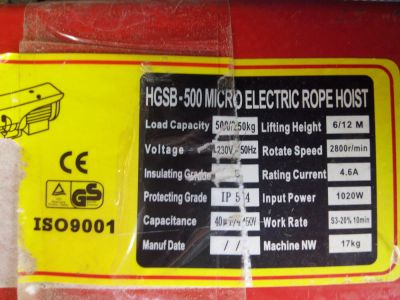 HGSB-500 MICRO ELECTRIC ROPE HOIST
Load Capacity 500/250kg Lifting Height 6/12 M
Voltage 230V 50Hz Rotate Speed 2800r/min
Insulating Grade Rating Current 4.6A
Protecting Grade IP 54 Input Power 1020W
Capacitance Work Rate S3-20% 10min
Manuf Date / / Machine NW 17kg
CE
GS
ISO9001